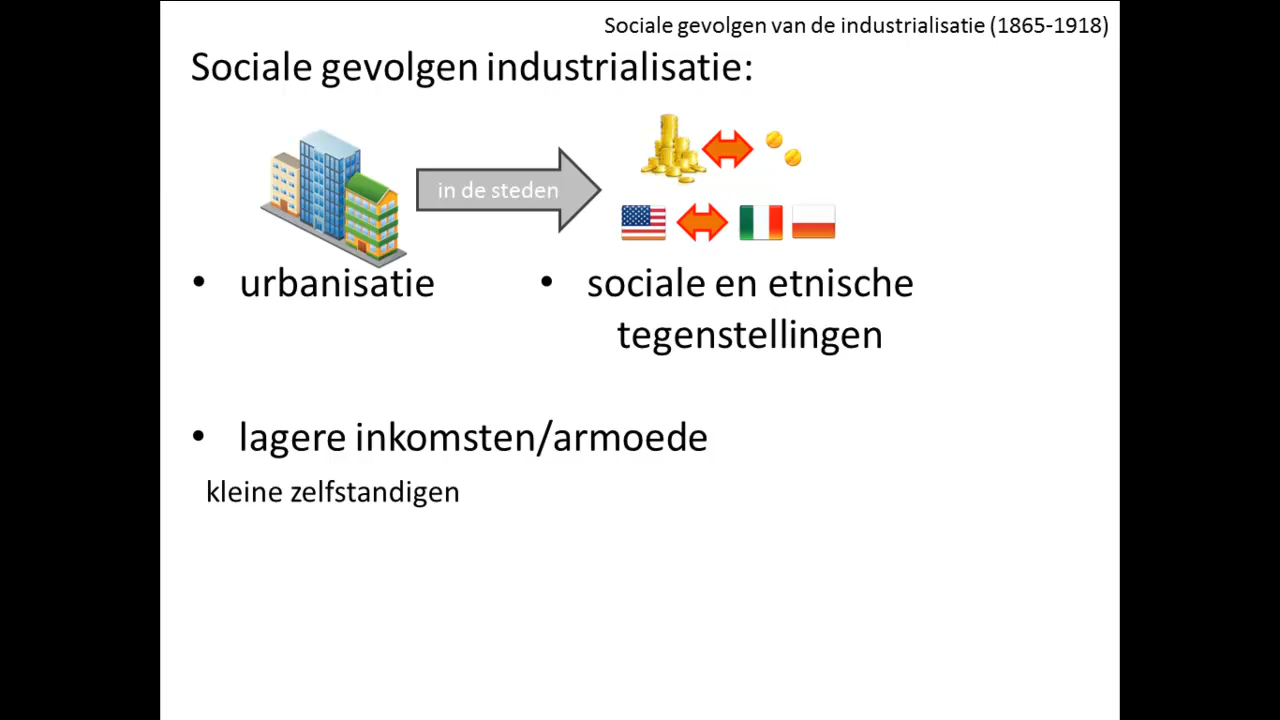 Sociale gevolgen van de industrialisatie (1865-1918)
Sociale gevolgen industrialisatie:
in de steden
• urbanisatie
• sociale en etnische
tegenstellingen
• lagere inkomsten/armoede
kleine zelfstandigen